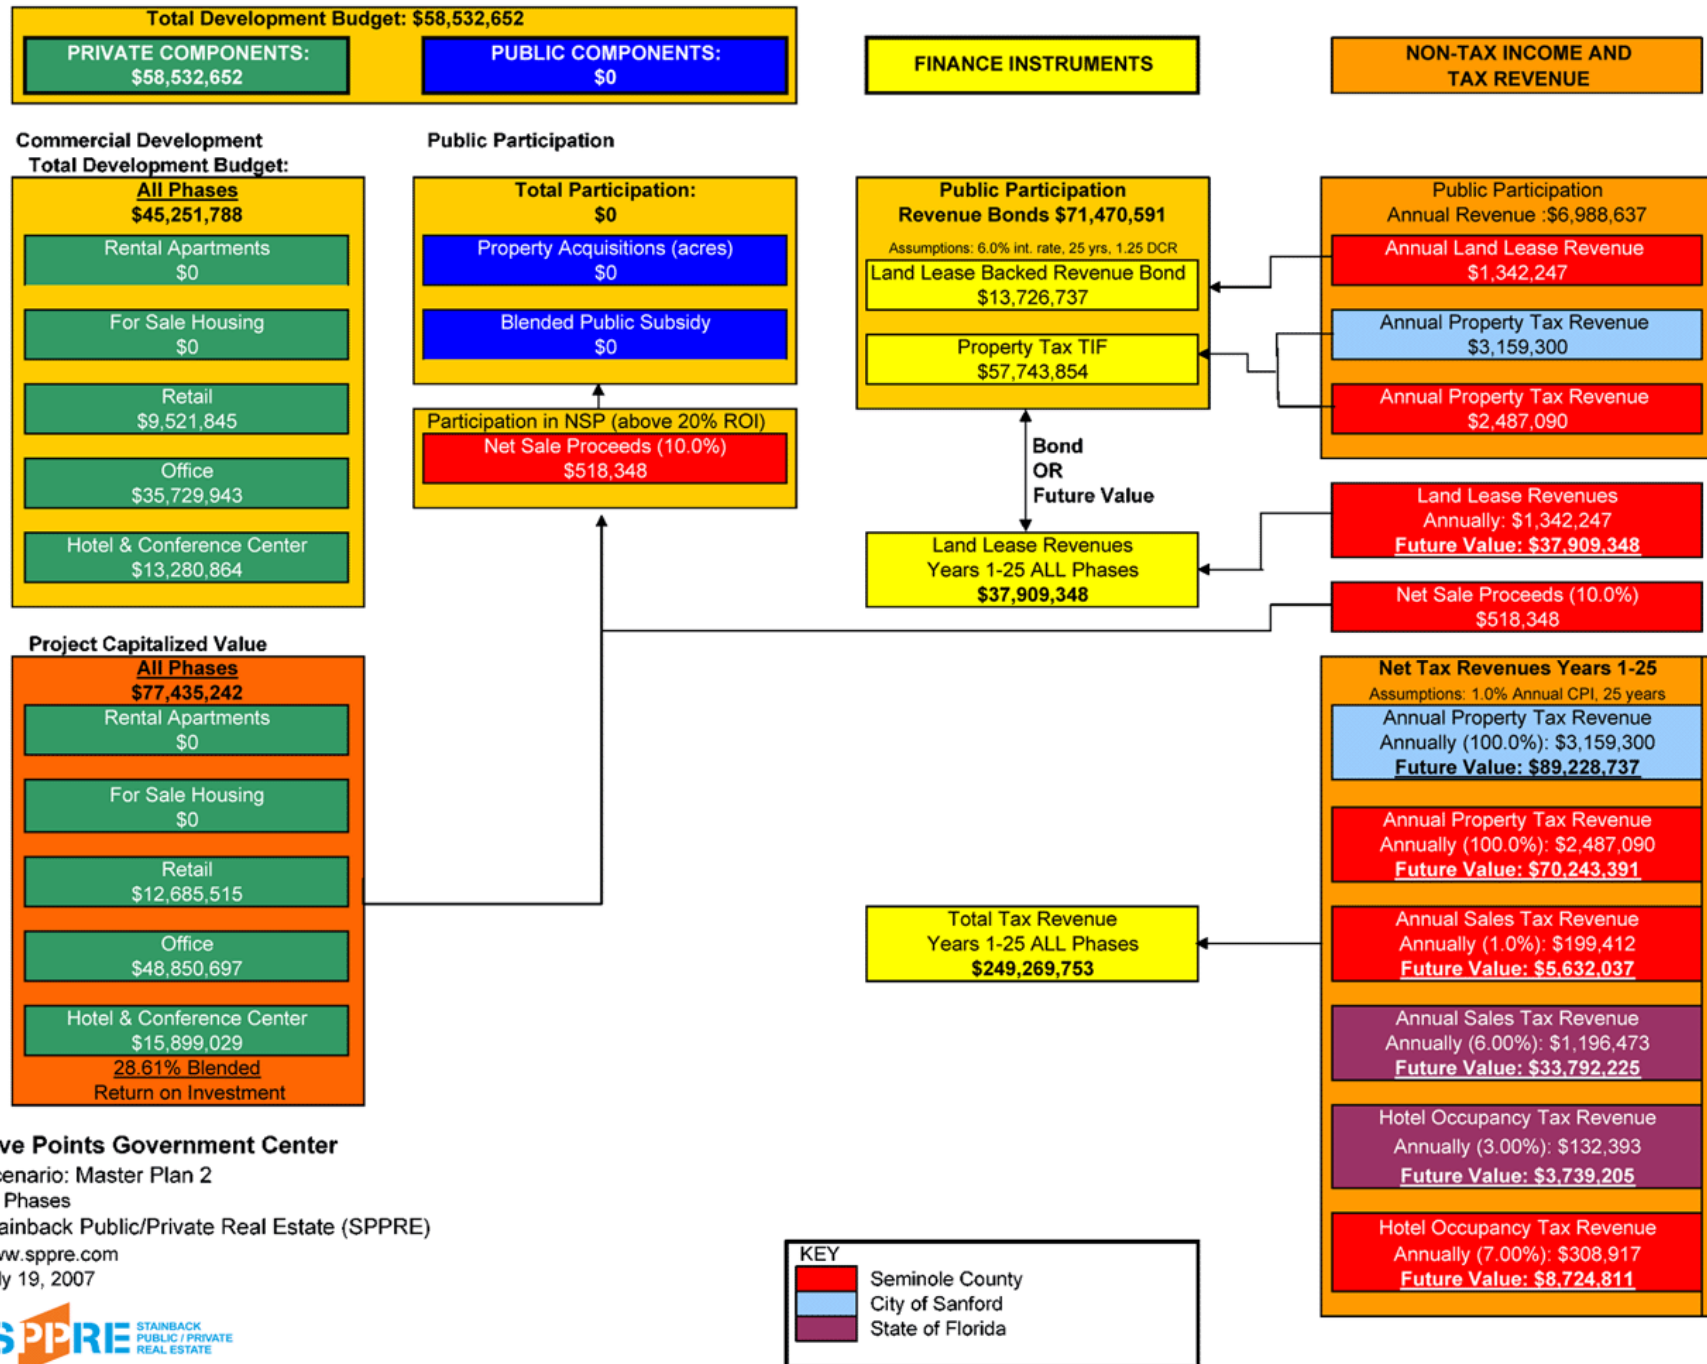 Total Development Budget: $58,532,652
PRIVATE COMPONENTS:
$58,532,652
PUBLIC COMPONENTS:
$0
FINANCE INSTRUMENTS
NON-TAX INCOME AND
TAX REVENUE
Commercial Development
Total Development Budget:
All Phases
$45,251,788
Rental Apartments
$0
For Sale Housing
$0
Retail
$9,521,845
Office
$35,729,943
Hotel & Conference Center
$13,280,864
Public Participation
Total Participation:
$0
Property Acquisitions (acres)
$0
Blended Public Subsidy
$0
Participation in NSP (above 20% ROI)
Net Sale Proceeds (10.0%)
$518,348
Public Participation
Revenue Bonds $71,470,591
Assumptions: 6.0% int. rate, 25 yrs, 1.25 DCR
Land Lease Backed Revenue Bond
$13,726,737
Property Tax TIF
$57,743,854
Bond
OR
Future Value
Land Lease Revenues
Years 1-25 ALL Phases
$37,909,348
Public Participation
Annual Revenue :$6,988,637
Annual Land Lease Revenue
$1,342,247
Annual Property Tax Revenue
$3,159,300
Annual Property Tax Revenue
$2,487,090
Land Lease Revenues
Annually: $1,342,247
Future Value: $37,909,348
Net Sale Proceeds (10.0%)
$518,348
Project Capitalized Value
All Phases
$77,435,242
Rental Apartments
$0
For Sale Housing
$0
Retail
$12,685,515
Office
$48,850,697
Hotel & Conference Center
$15,899,029
28.61% Blended
Return on Investment
Total Tax Revenue
Years 1-25 ALL Phases
$249,269,753
Net Tax Revenues Years 1-25
Assumptions: 1.0% Annual CPI, 25 years
Annual Property Tax Revenue
Annually (100.0%): $3,159,300
Future Value: $89,228,737
Annual Property Tax Revenue
Annually (100.0%): $2,487,090
Future Value: $70,243,391
Annual Sales Tax Revenue
Annually (1.0%): $199,412
Future Value: $5,632,037
Annual Sales Tax Revenue
Annually (6.00%): $1,196,473
Future Value: $33,792,225
Hotel Occupancy Tax Revenue
Annually (3.00%): $132,393
Future Value: $3,739,205
Hotel Occupancy Tax Revenue
Annually (7.00%): $308,917
Future Value: $8,724,811
ve Points Government Center
cenario: Master Plan 2
Phases
ainback Public/Private Real Estate (SPPRE)
ww.sppre.com
ly 19, 2007
SPPRE
STAINBACK
PUBLIC / PRIVATE
REAL ESTATE
KEY
Seminole County
City of Sanford
State of Florida